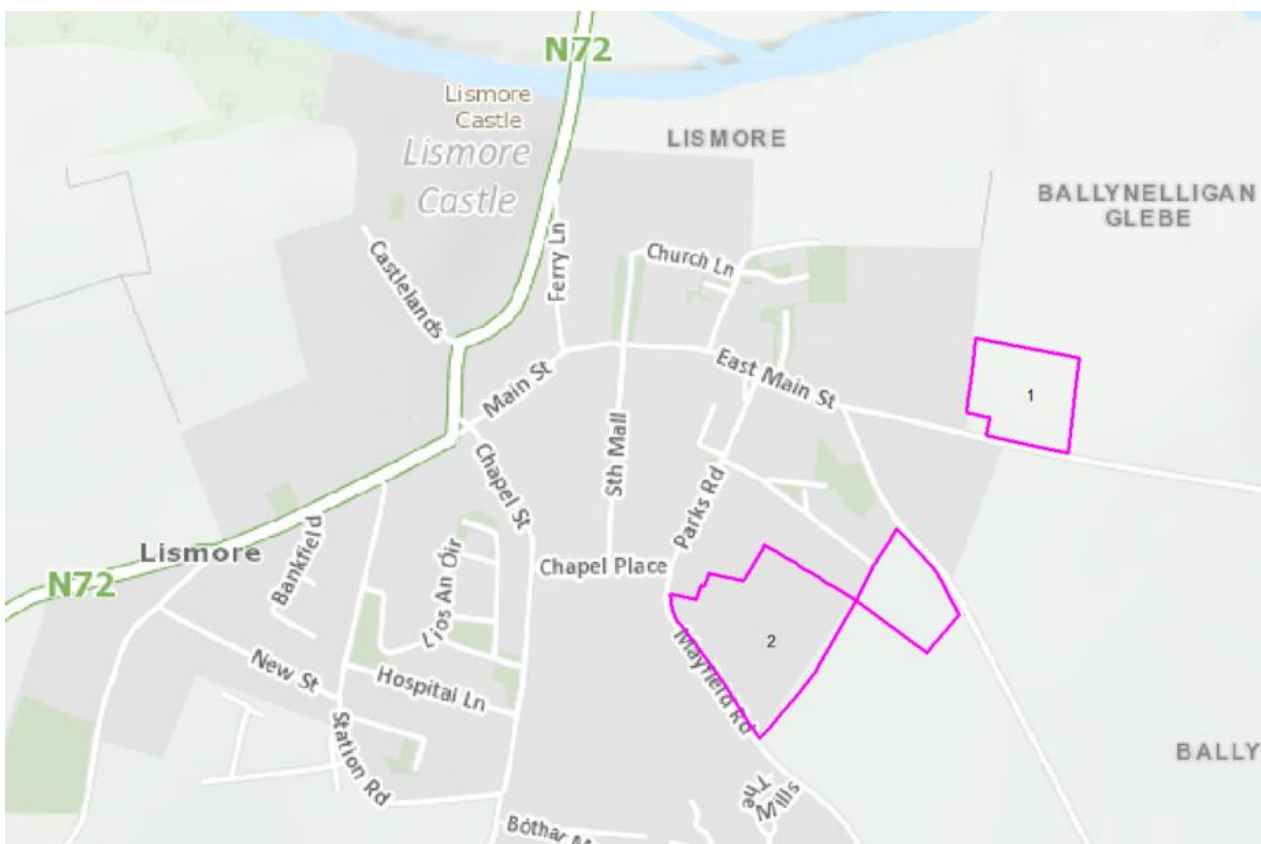 N72
Lismore
Castle
Lismore
Castle
LISMORE
BALLYNELLIGAN
GLEBE
Castlelands
Ferry Ln
Church Ln
Main St
East Main St
1
Chapel St
Sth Mall
Parks Rd
Lismore
N72
Bankfield
Lios An Óir
Chapel Place
2
Mayfield Rd
New St
Hospital Ln
Station Rd
BALLY
The
Mills
Bóthar M